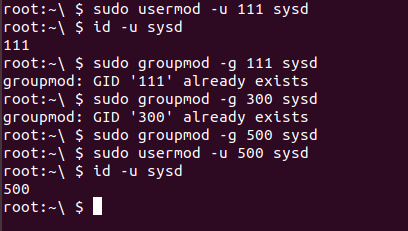 root:~\ $ sudo usermod -u 111 sysd
root:~\ $ id -u sysd
111
root:~\ $ sudo groupmod -g 111 sysd
groupmod: GID '111' already exists
root:~\ $ sudo groupmod -g 300 sysd
groupmod: GID '300' already exists
root:~\ $ sudo groupmod -g 500 sysd
root:~\ $ sudo usermod -u 500 sysd
root:~\ $ id -u sysd
500
root:~\ $